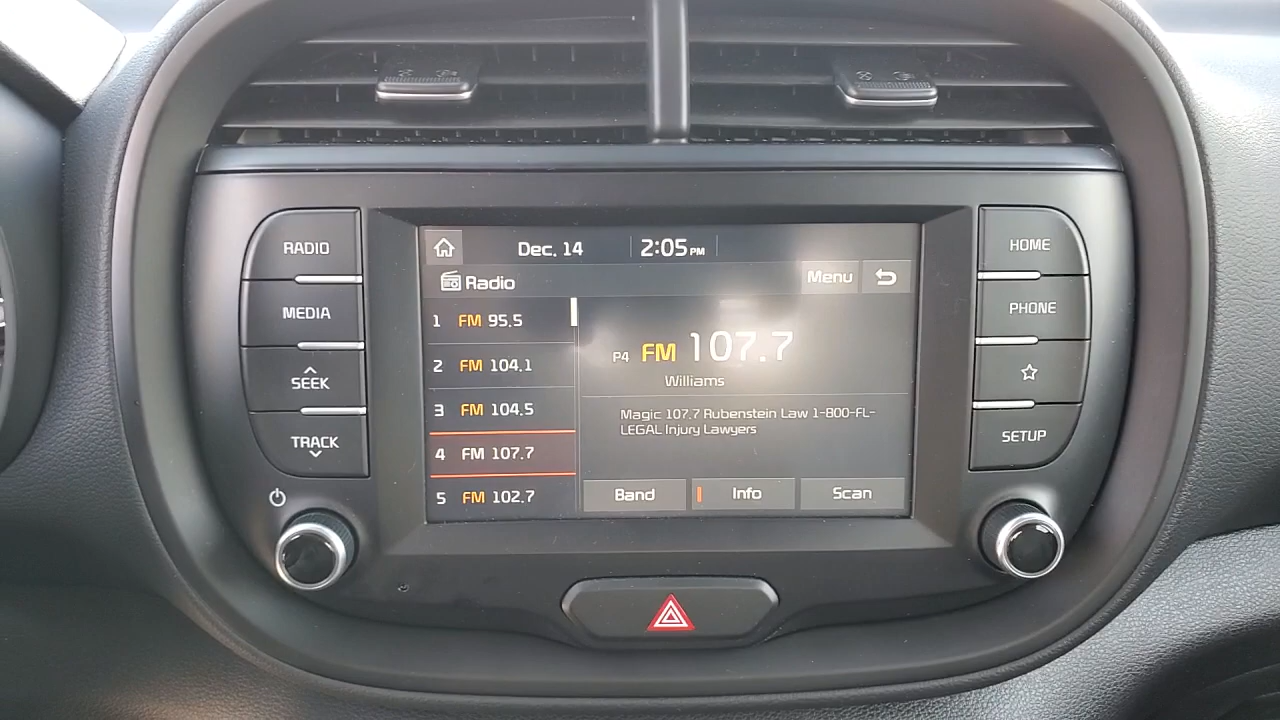 RADIO
MEDIA
SEEK
TRACK
Dec. 14 2:05 PM
Radio
Menu
1 FM 95.5
2 FM 104.1
3 FM 104.5
4 FM 107.7
5 FM 102.7
P4 FM 107.7
Williams
Magic 107.7 Rubenstein Law 1-800-FL-
LEGAL Injury Lawyers
Band
Info
Scan
HOME
PHONE
SETUP